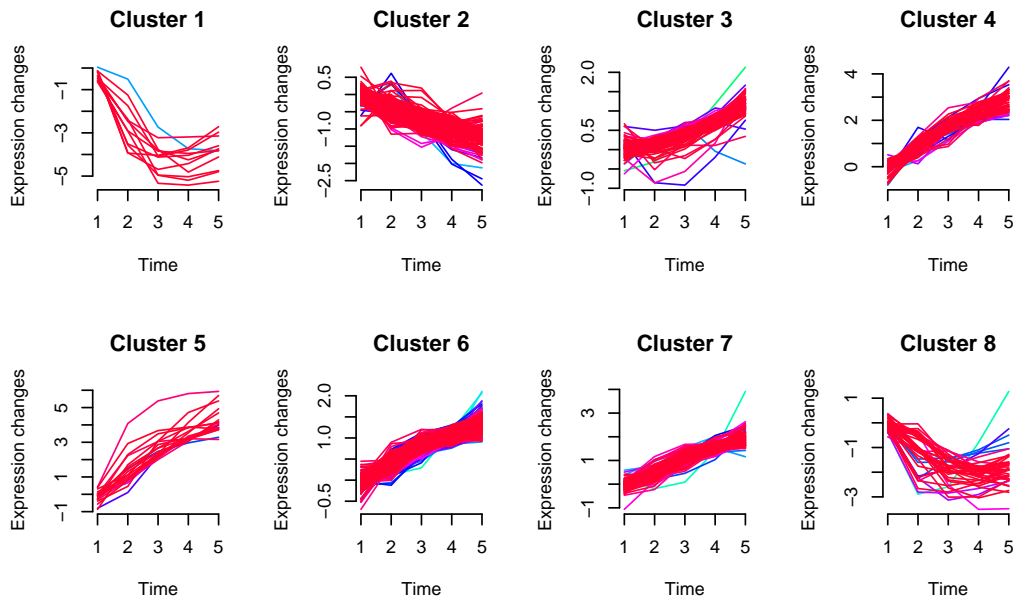 Cluster 1
Expression changes
−1
−3
−5
1 2 3 4 5
Time
Cluster 2
Expression changes
0.5
−1.0
−2.5
1 2 3 4 5
Time
Cluster 3
Expression changes
2.0
0.5
−1.0
1 2 3 4 5
Time
Cluster 4
Expression changes
4
2
0
1 2 3 4 5
Time
Cluster 5
Expression changes
5
3
1
−1
1 2 3 4 5
Time
Cluster 6
Expression changes
2.0
1.0
−0.5
1 2 3 4 5
Time
Cluster 7
Expression changes
3
1
−1
1 2 3 4 5
Time
Cluster 8
Expression changes
1
−1
−3
1 2 3 4 5
Time